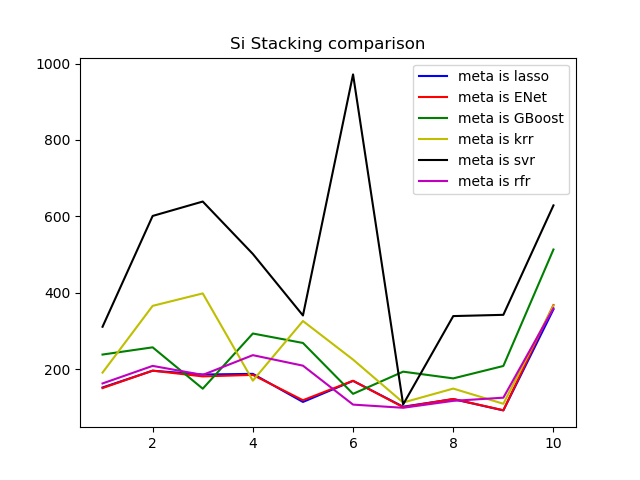 Si Stacking comparison
1000
800
600
400
200
2
4
6
8
10
meta is lasso
meta is ENet
meta is GBoost
meta is krr
meta is svr
meta is rfr